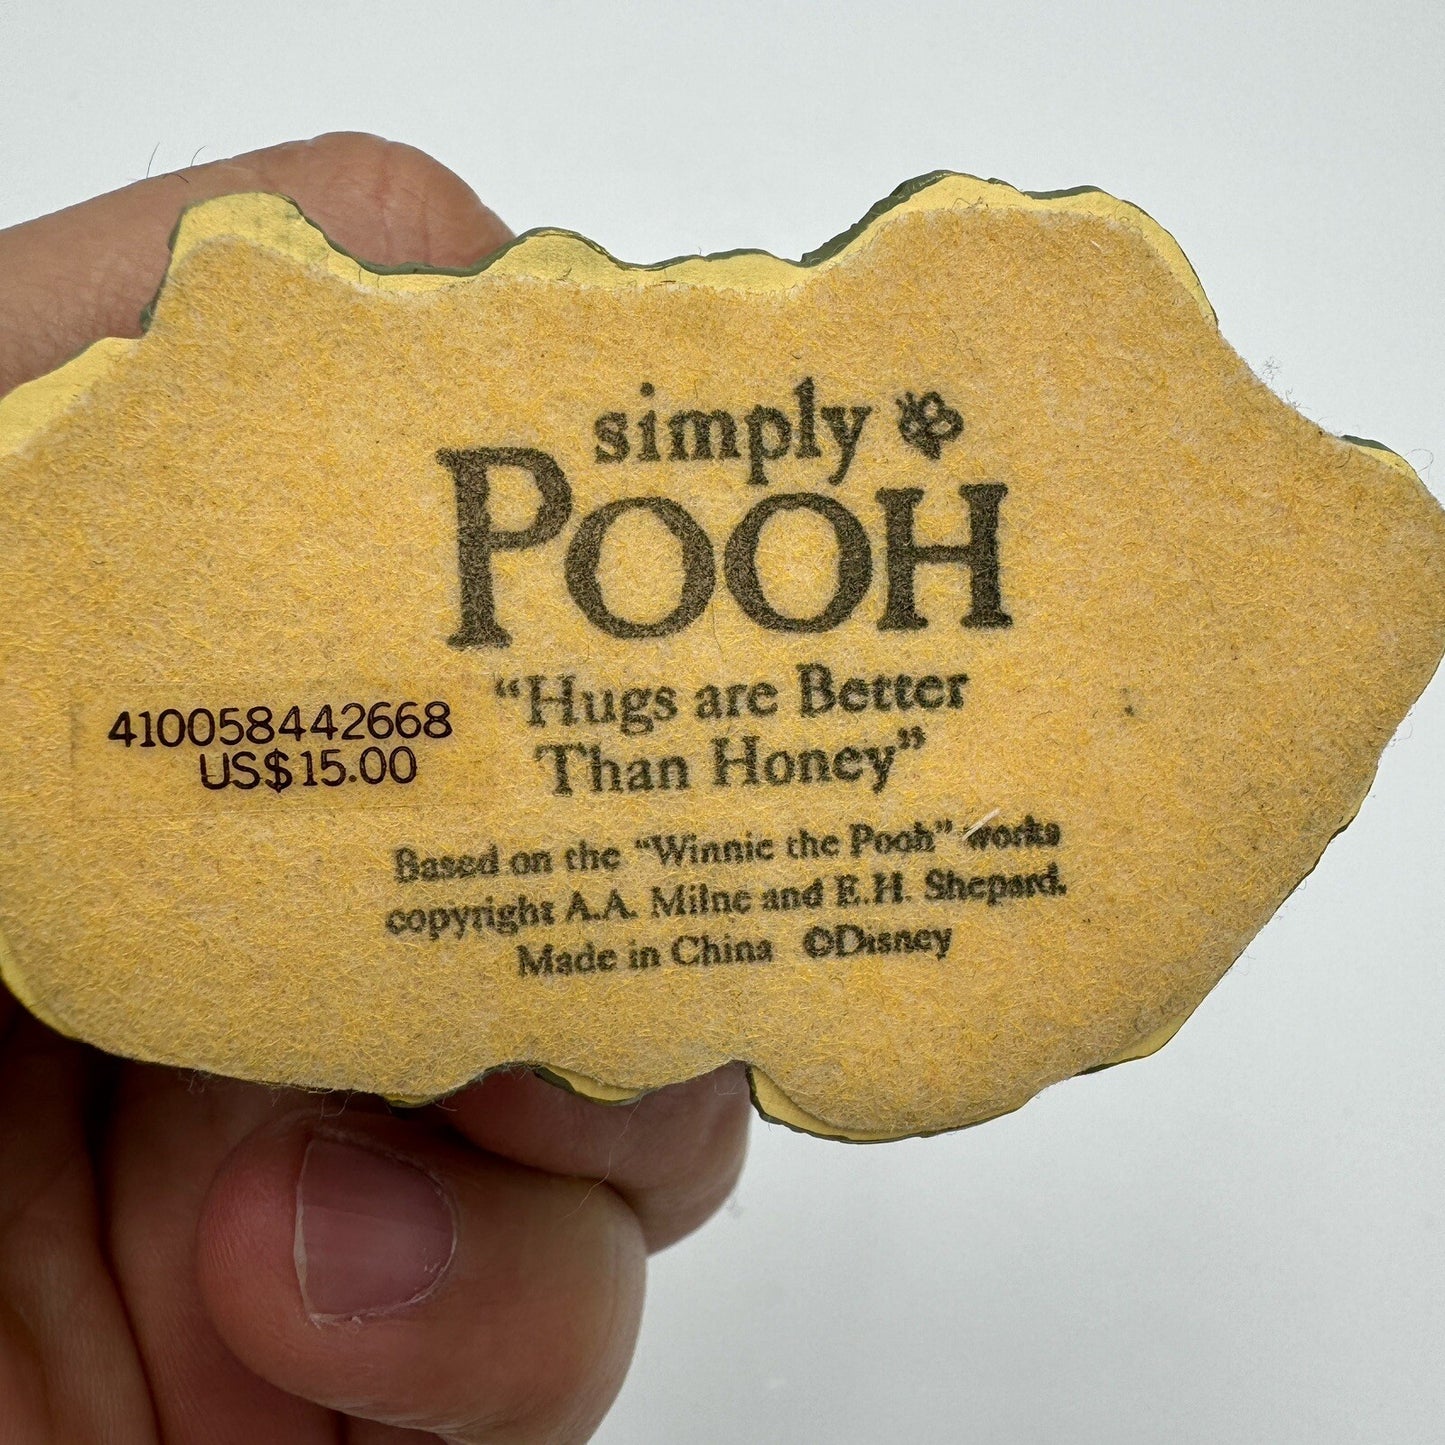 simply
POOH
"Hugs are Better
Than Honey"
410058442668
US$15.00
Based on the "Winnie the Pooh" works
copyright A.A. Milne and E.H. Shepard.
Made in China ©Disney